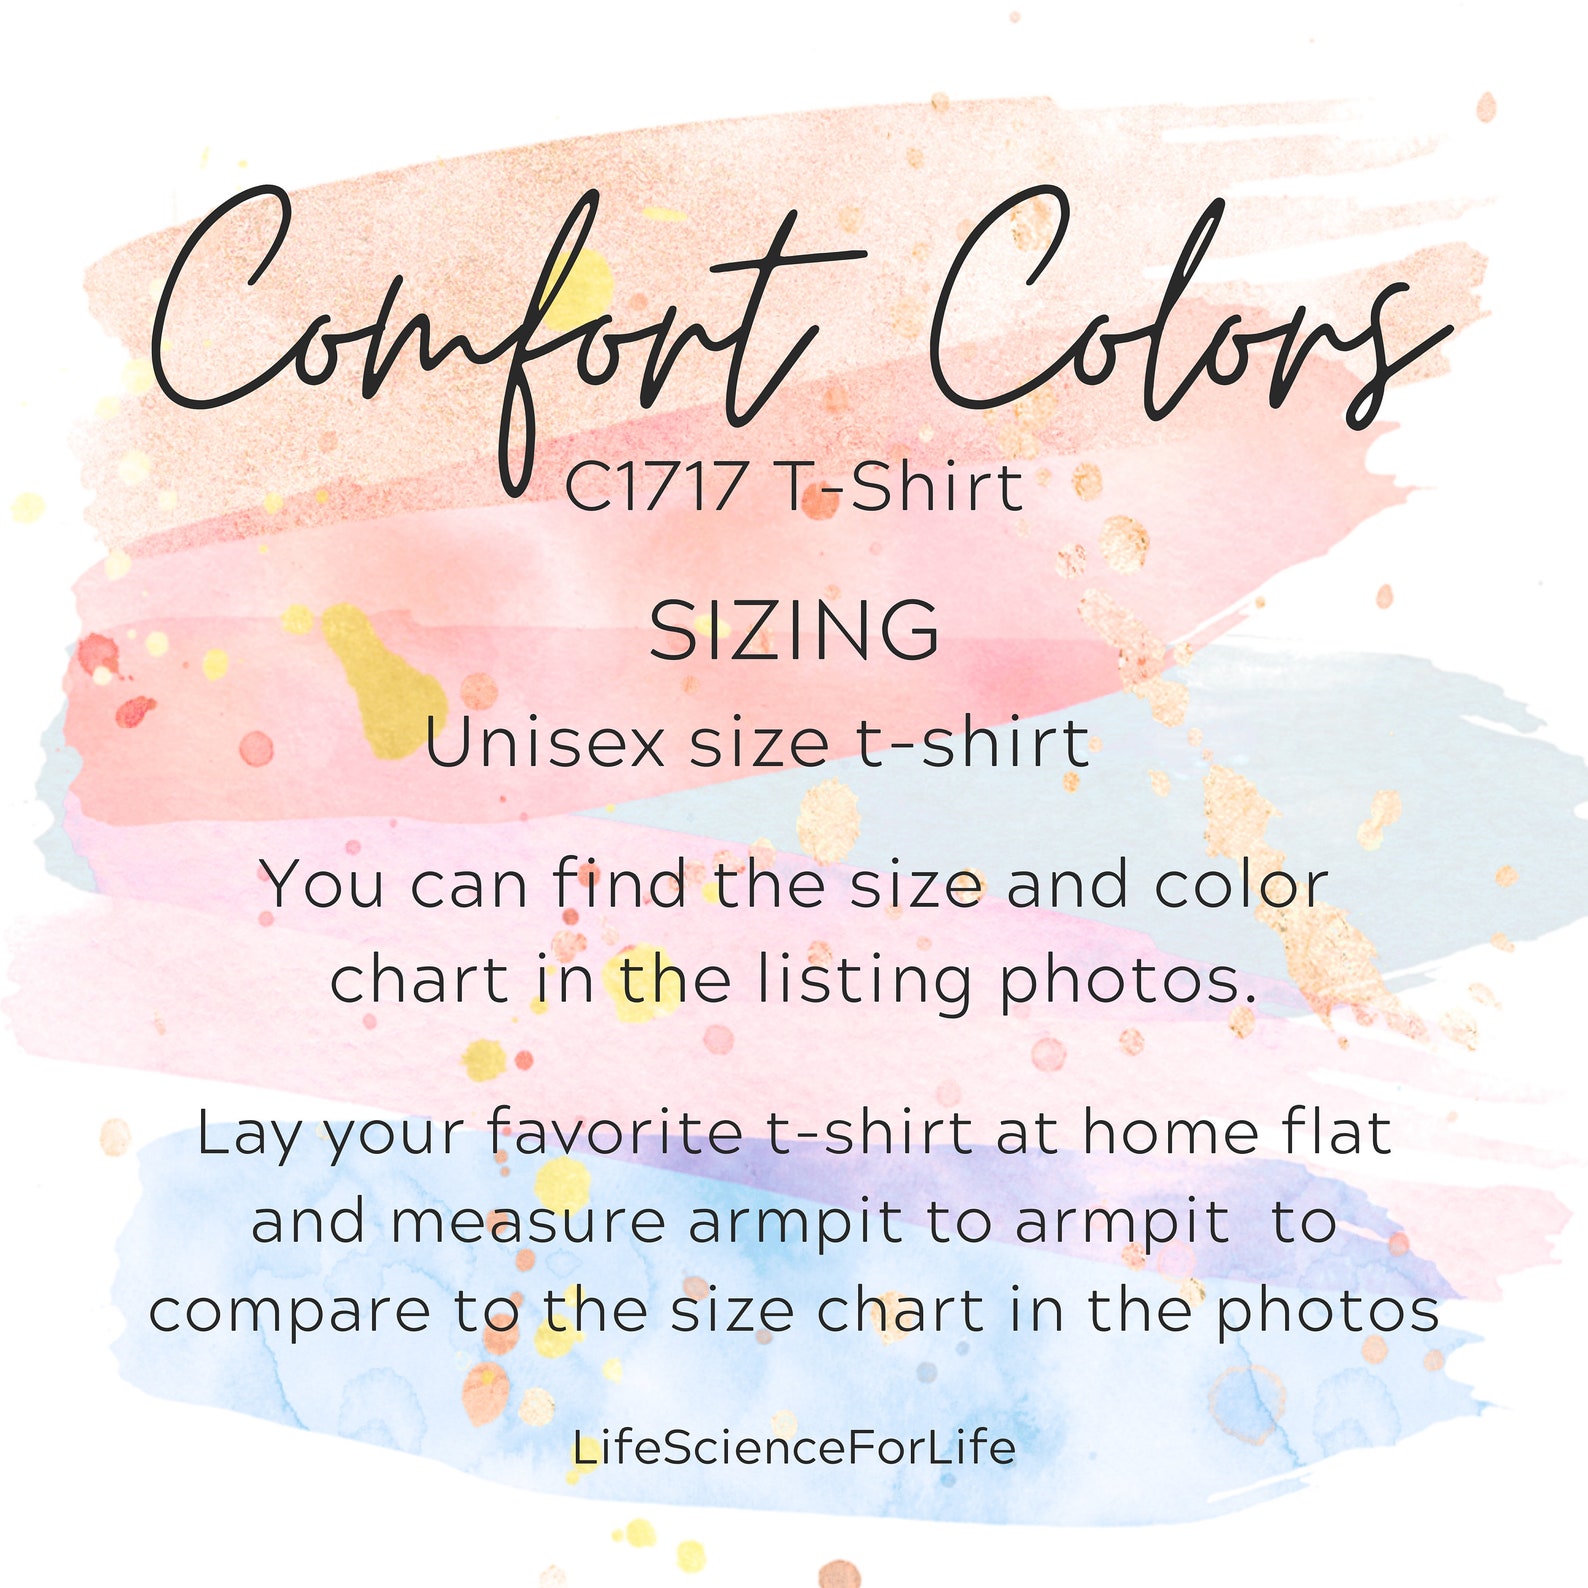 Comfort Colors
C1717 T-Shirt
SIZING
Unisex size t-shirt
You can find the size and color
chart in the listing photos.
Lay your favorite t-shirt at home flat
and measure armpit to armpit to
compare to the size chart in the photos
LifeScienceForLife